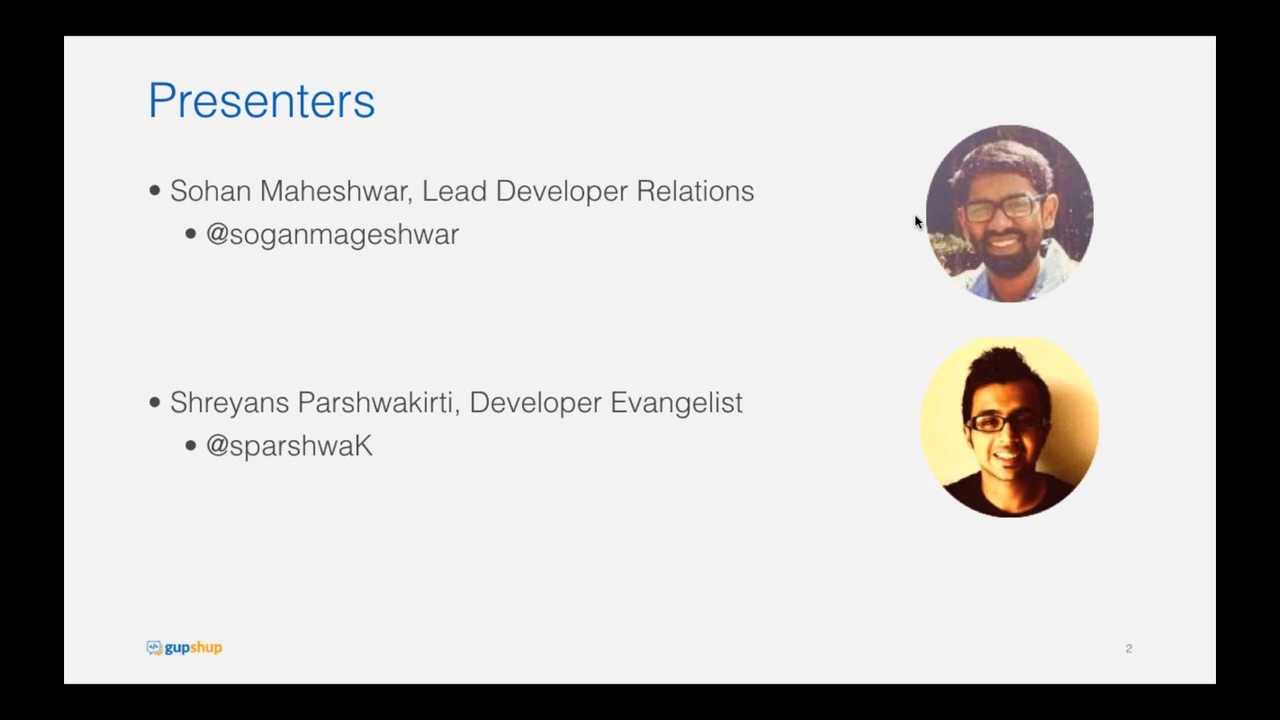 Presenters
• Sohan Maheshwar, Lead Developer Relations
• @soganmageshwar
• Shreyans Parshwakirti, Developer Evangelist
• @sparshwaK
gupshup
2